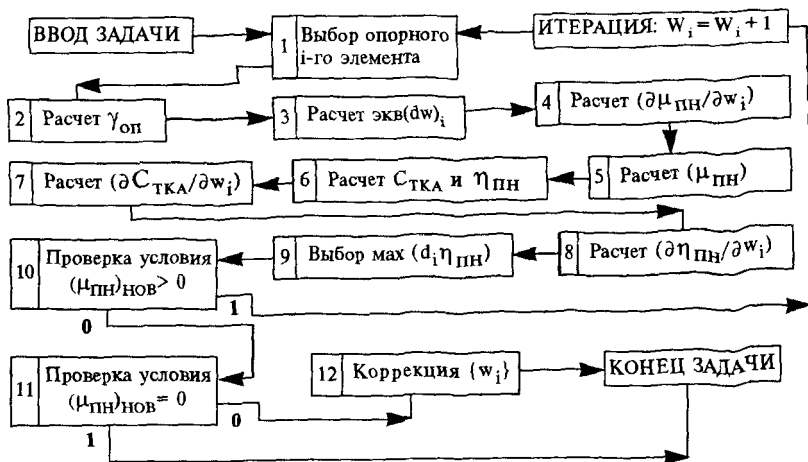 ВВОД ЗАДАЧИ
1 Выбор опорного
i-го элемента
ИТЕРАЦИЯ: W_i = W_i + 1
2 Расчет γ_оп
3 Расчет экв(dw)_i
4 Расчет (∂μ_ПН/∂w_i)
7 Расчет (∂C_ТКА/∂w_i)
6 Расчет C_ТКА и η_ПН
5 Расчет (μ_ПН)
10 Проверка условия
(μ_ПН)_НОВ > 0
9 Выбор мах (d_i η_ПН)
8 Расчет (∂η_ПН/∂w_i)
1
0
11 Проверка условия
(μ_ПН)_НОВ = 0
12 Коррекция {w_i}
КОНЕЦ ЗАДАЧИ
0
1